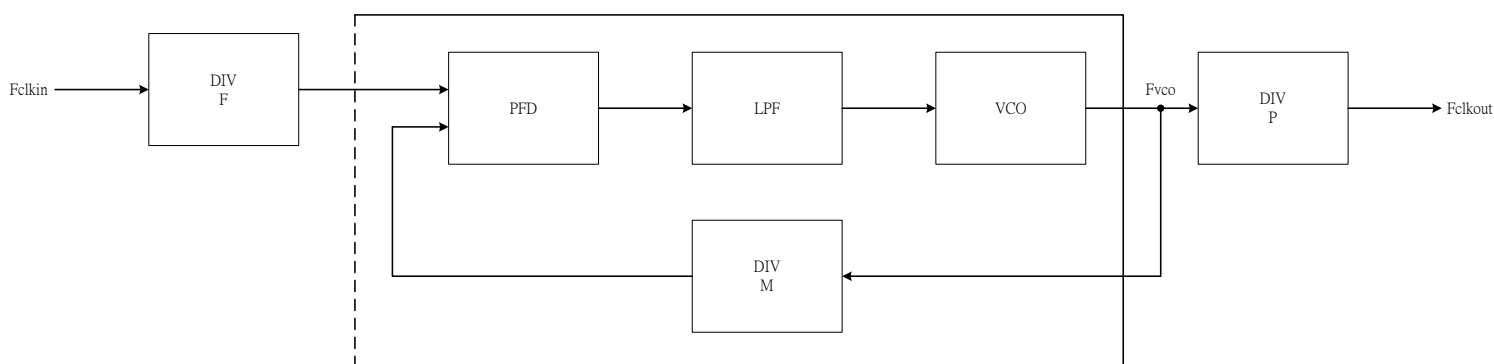 Fclkin
DIV
F
PFD
LPF
VCO
Fvco
DIV
P
Fclkout
DIV
M